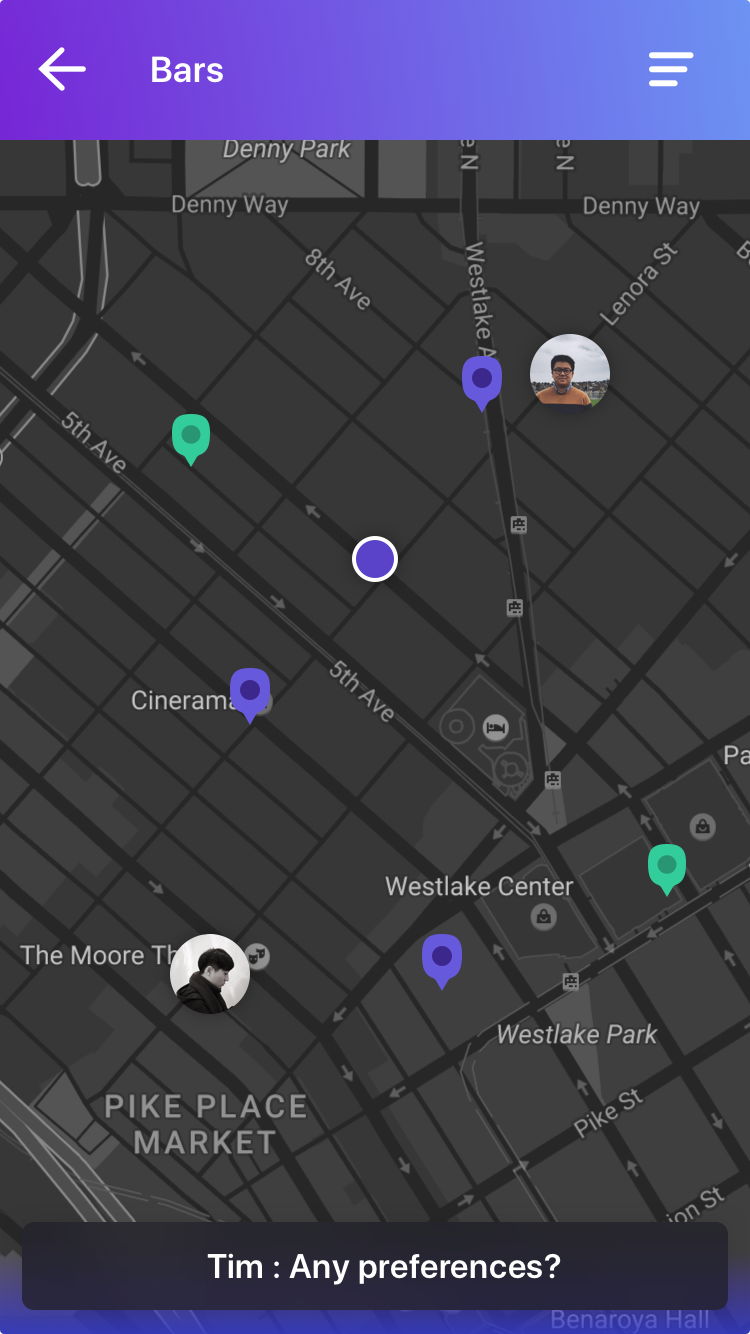 Bars
Denny Park
e N
e N
Denny Way
Denny Way
8th Ave
Westlake A
Lenora St
5th Ave
5th Ave
Cinerama
Pa
Westlake Center
The Moore Th
Westlake Park
PIKE PLACE
MARKET
Pike St
ion St
Tim : Any preferences?
Benaroya Hall